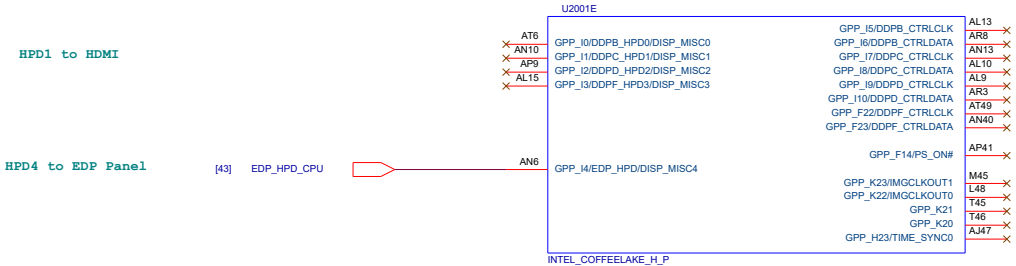 U2001E
HPD1 to HDMI
AT6 GPP_I0/DDPB_HPD0/DISP_MISC0
AN10 GPP_I1/DDPC_HPD1/DISP_MISC1
AP9 GPP_I2/DDPD_HPD2/DISP_MISC2
AL15 GPP_I3/DDPF_HPD3/DISP_MISC3
GPP_I5/DDPB_CTRLCLK AL13
GPP_I6/DDPB_CTRLDATA AR8
GPP_I7/DDPC_CTRLCLK AN13
GPP_I8/DDPC_CTRLDATA AL10
GPP_I9/DDPD_CTRLCLK AL9
GPP_I10/DDPD_CTRLDATA AR3
GPP_F22/DDPF_CTRLCLK AT49
GPP_F23/DDPF_CTRLDATA AN40
GPP_F14/PS_ON# AP41
HPD4 to EDP Panel
[43] EDP_HPD_CPU AN6 GPP_I4/EDP_HPD/DISP_MISC4
GPP_K23/IMGCLKOUT1 M45
GPP_K22/IMGCLKOUT0 L48
GPP_K21 T45
GPP_K20 T46
GPP_H23/TIME_SYNC0 AJ47
INTEL_COFFEELAKE_H_P